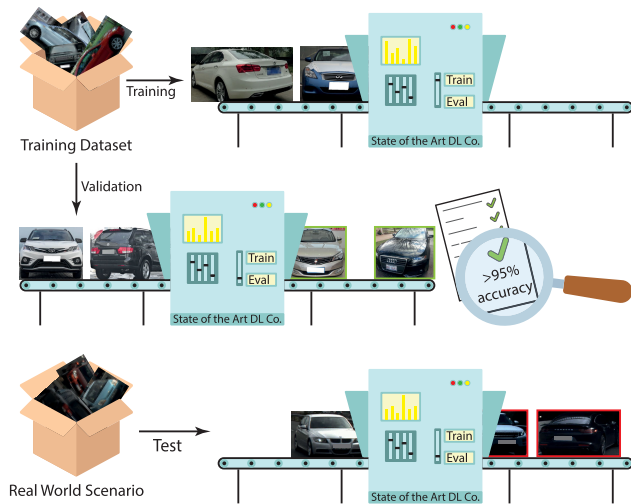 Training
Train
Eval
State of the Art DL Co.
Training Dataset
Validation
Train
Eval
State of the Art DL Co.
>95%
accuracy
Test
Train
Eval
Real World Scenario
State of the Art DL Co.